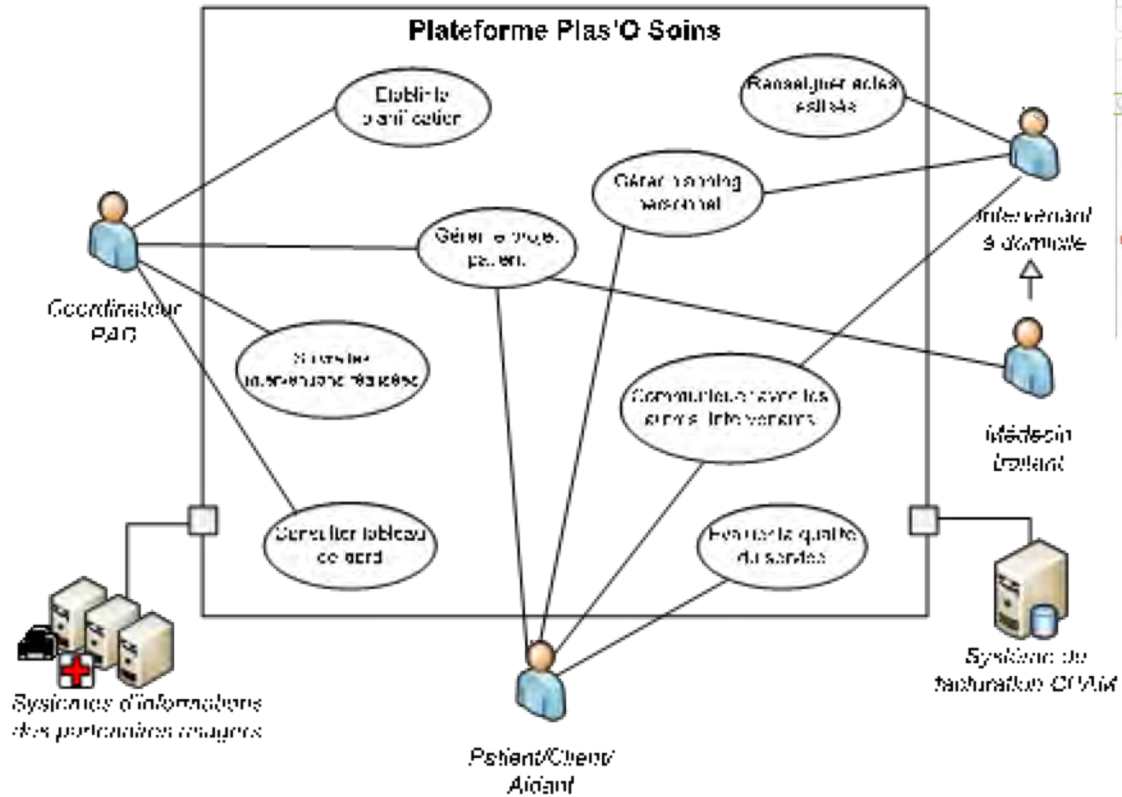 Plateforme Plas'O Soins
Etablir la
planification
Renseigner actes
réalisés
Gérer planning
personnel
Gérer le projet
patient
Intervenant
à domicile
Coordinateur
Suivre les
interventions réalisées
Communiquer avec les
autres intervenants
Médecin
traitant
Consulter tableau
de bord
Evaluer la qualité
du service
Systèmes d'informations
des partenaires usagers
Système de
facturation CPAM
Patient/Client/
Aidant